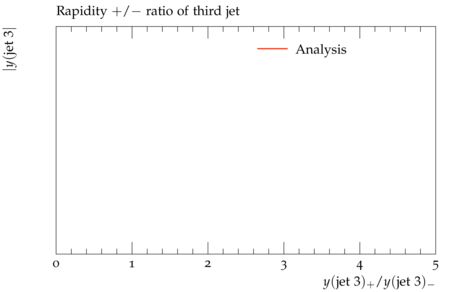 Rapidity +/− ratio of third jet
|y(jet 3|
Analysis
0 1 2 3 4 5
y(jet 3)+/y(jet 3)−